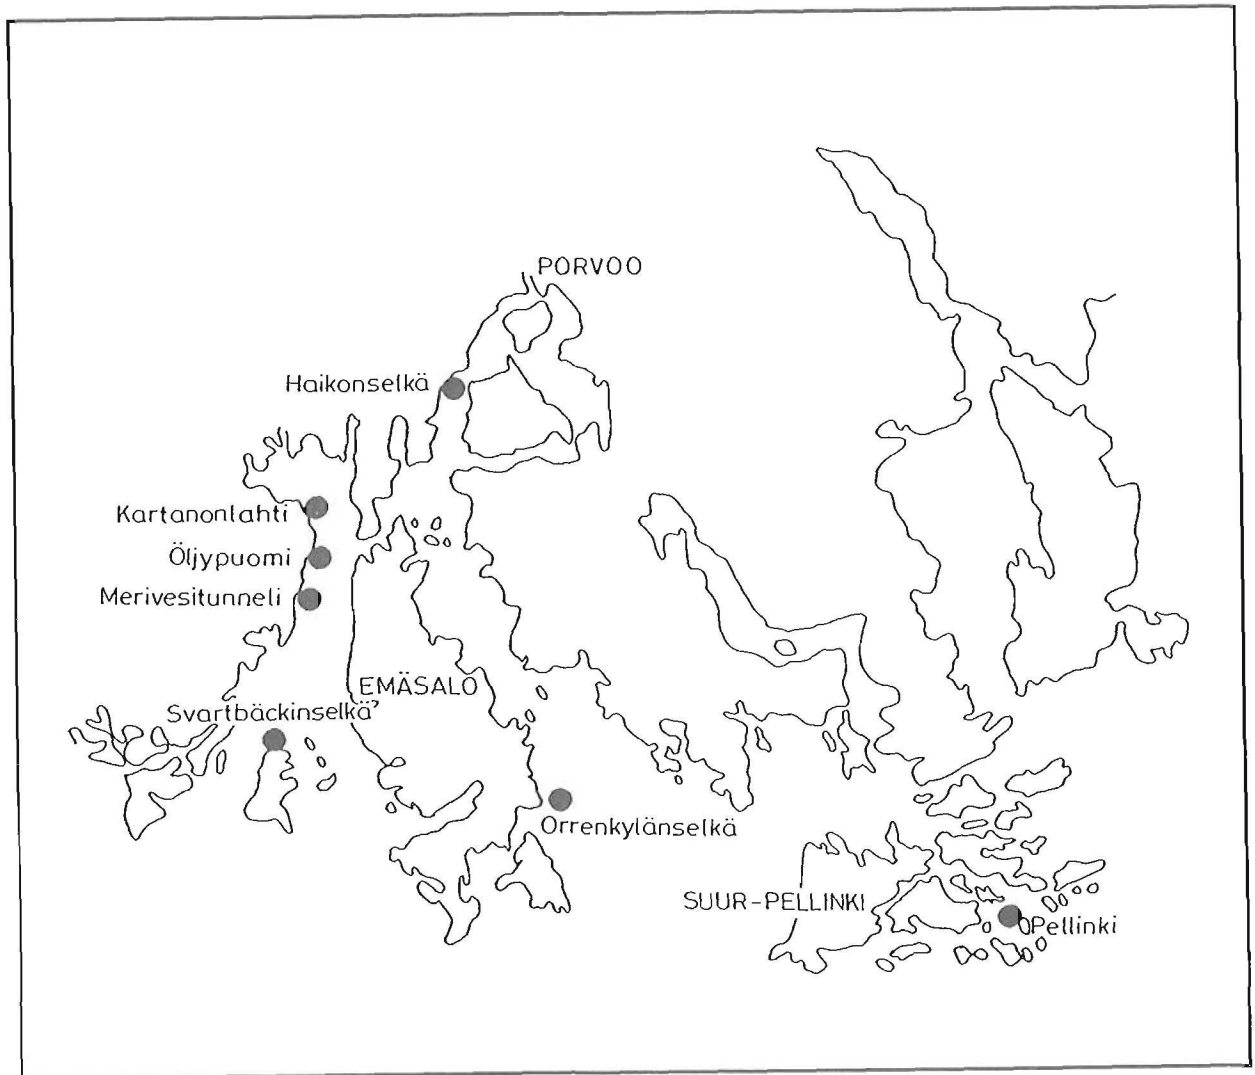 PORVOO
Haikonselkä
Kartanonlahti
Öljypuomi
Merivesitunneli
EMÄSALO
Svartbäckinselkä
Orrenkylänselkä
SUUR-PELLINKI
Pellinki